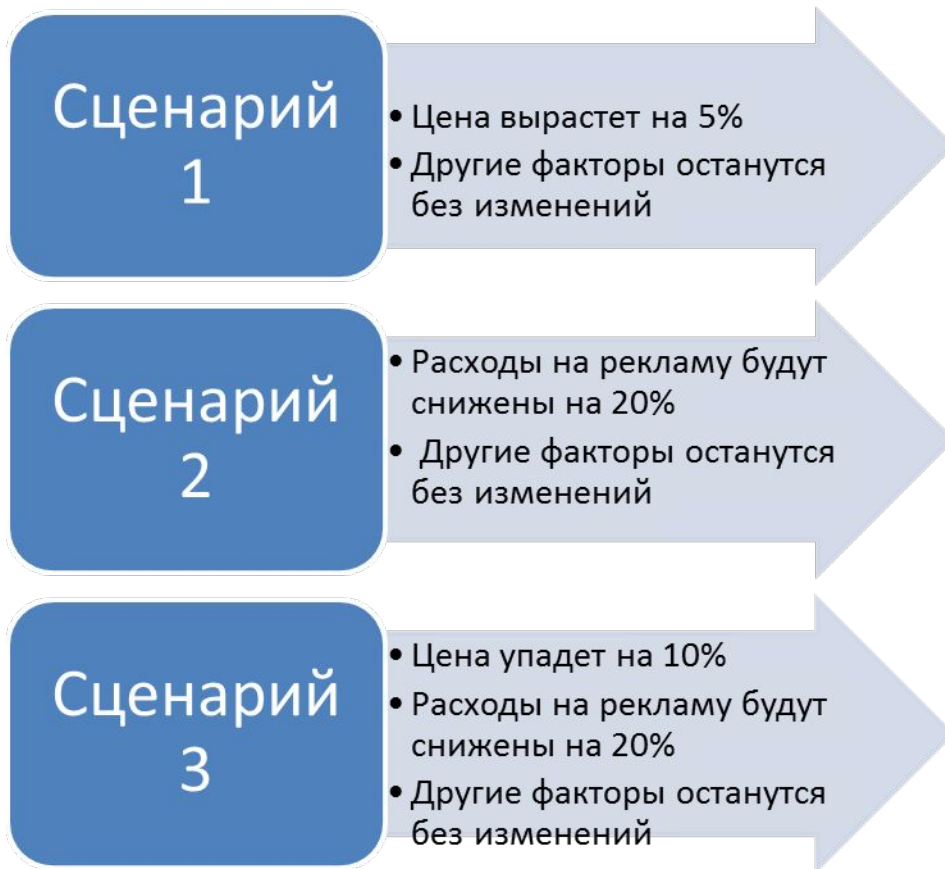 Сценарий
1
• Цена вырастет на 5%
• Другие факторы останутся
без изменений
Сценарий
2
• Расходы на рекламу будут
снижены на 20%
• Другие факторы останутся
без изменений
Сценарий
3
• Цена упадет на 10%
• Расходы на рекламу будут
снижены на 20%
• Другие факторы останутся
без изменений